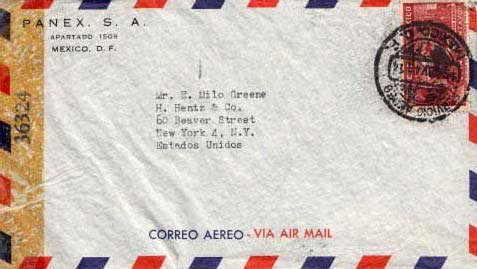 PANEX, S. A.
APARTADO 1509
MEXICO, D. F.
36324
Mr. E. Milo Greene
H. Hentz & Co.
60 Beaver Street
New York 4, N.Y.
Estados Unidos
CORREO AEREO - VIA AIR MAIL